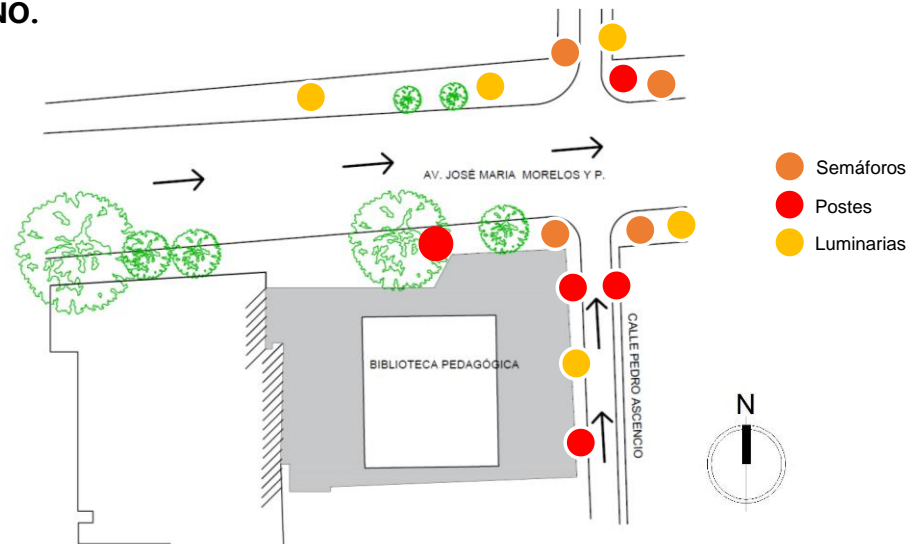 NO.
AV. JOSÉ MARIA MORELOS Y P.
Semáforos
Postes
Luminarias
BIBLIOTECA PEDAGÓGICA
CALLE PEDRO ASCENCIO
N